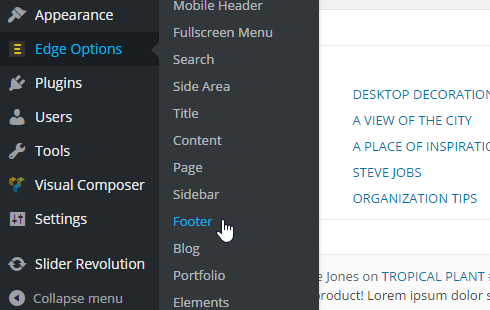 Appearance
Edge Options
Plugins
Users
Tools
Visual Composer
Settings
Slider Revolution
Collapse menu
Mobile Header
Fullscreen Menu
Search
Side Area
Title
Content
Page
Sidebar
Footer
Blog
Portfolio
Elements
DESKTOP DECORATION
A VIEW OF THE CITY
A PLACE OF INSPIRATIO
STEVE JOBS
ORGANIZATION TIPS
e Jones on TROPICAL PLANT #
product! Lorem ipsum dolor s